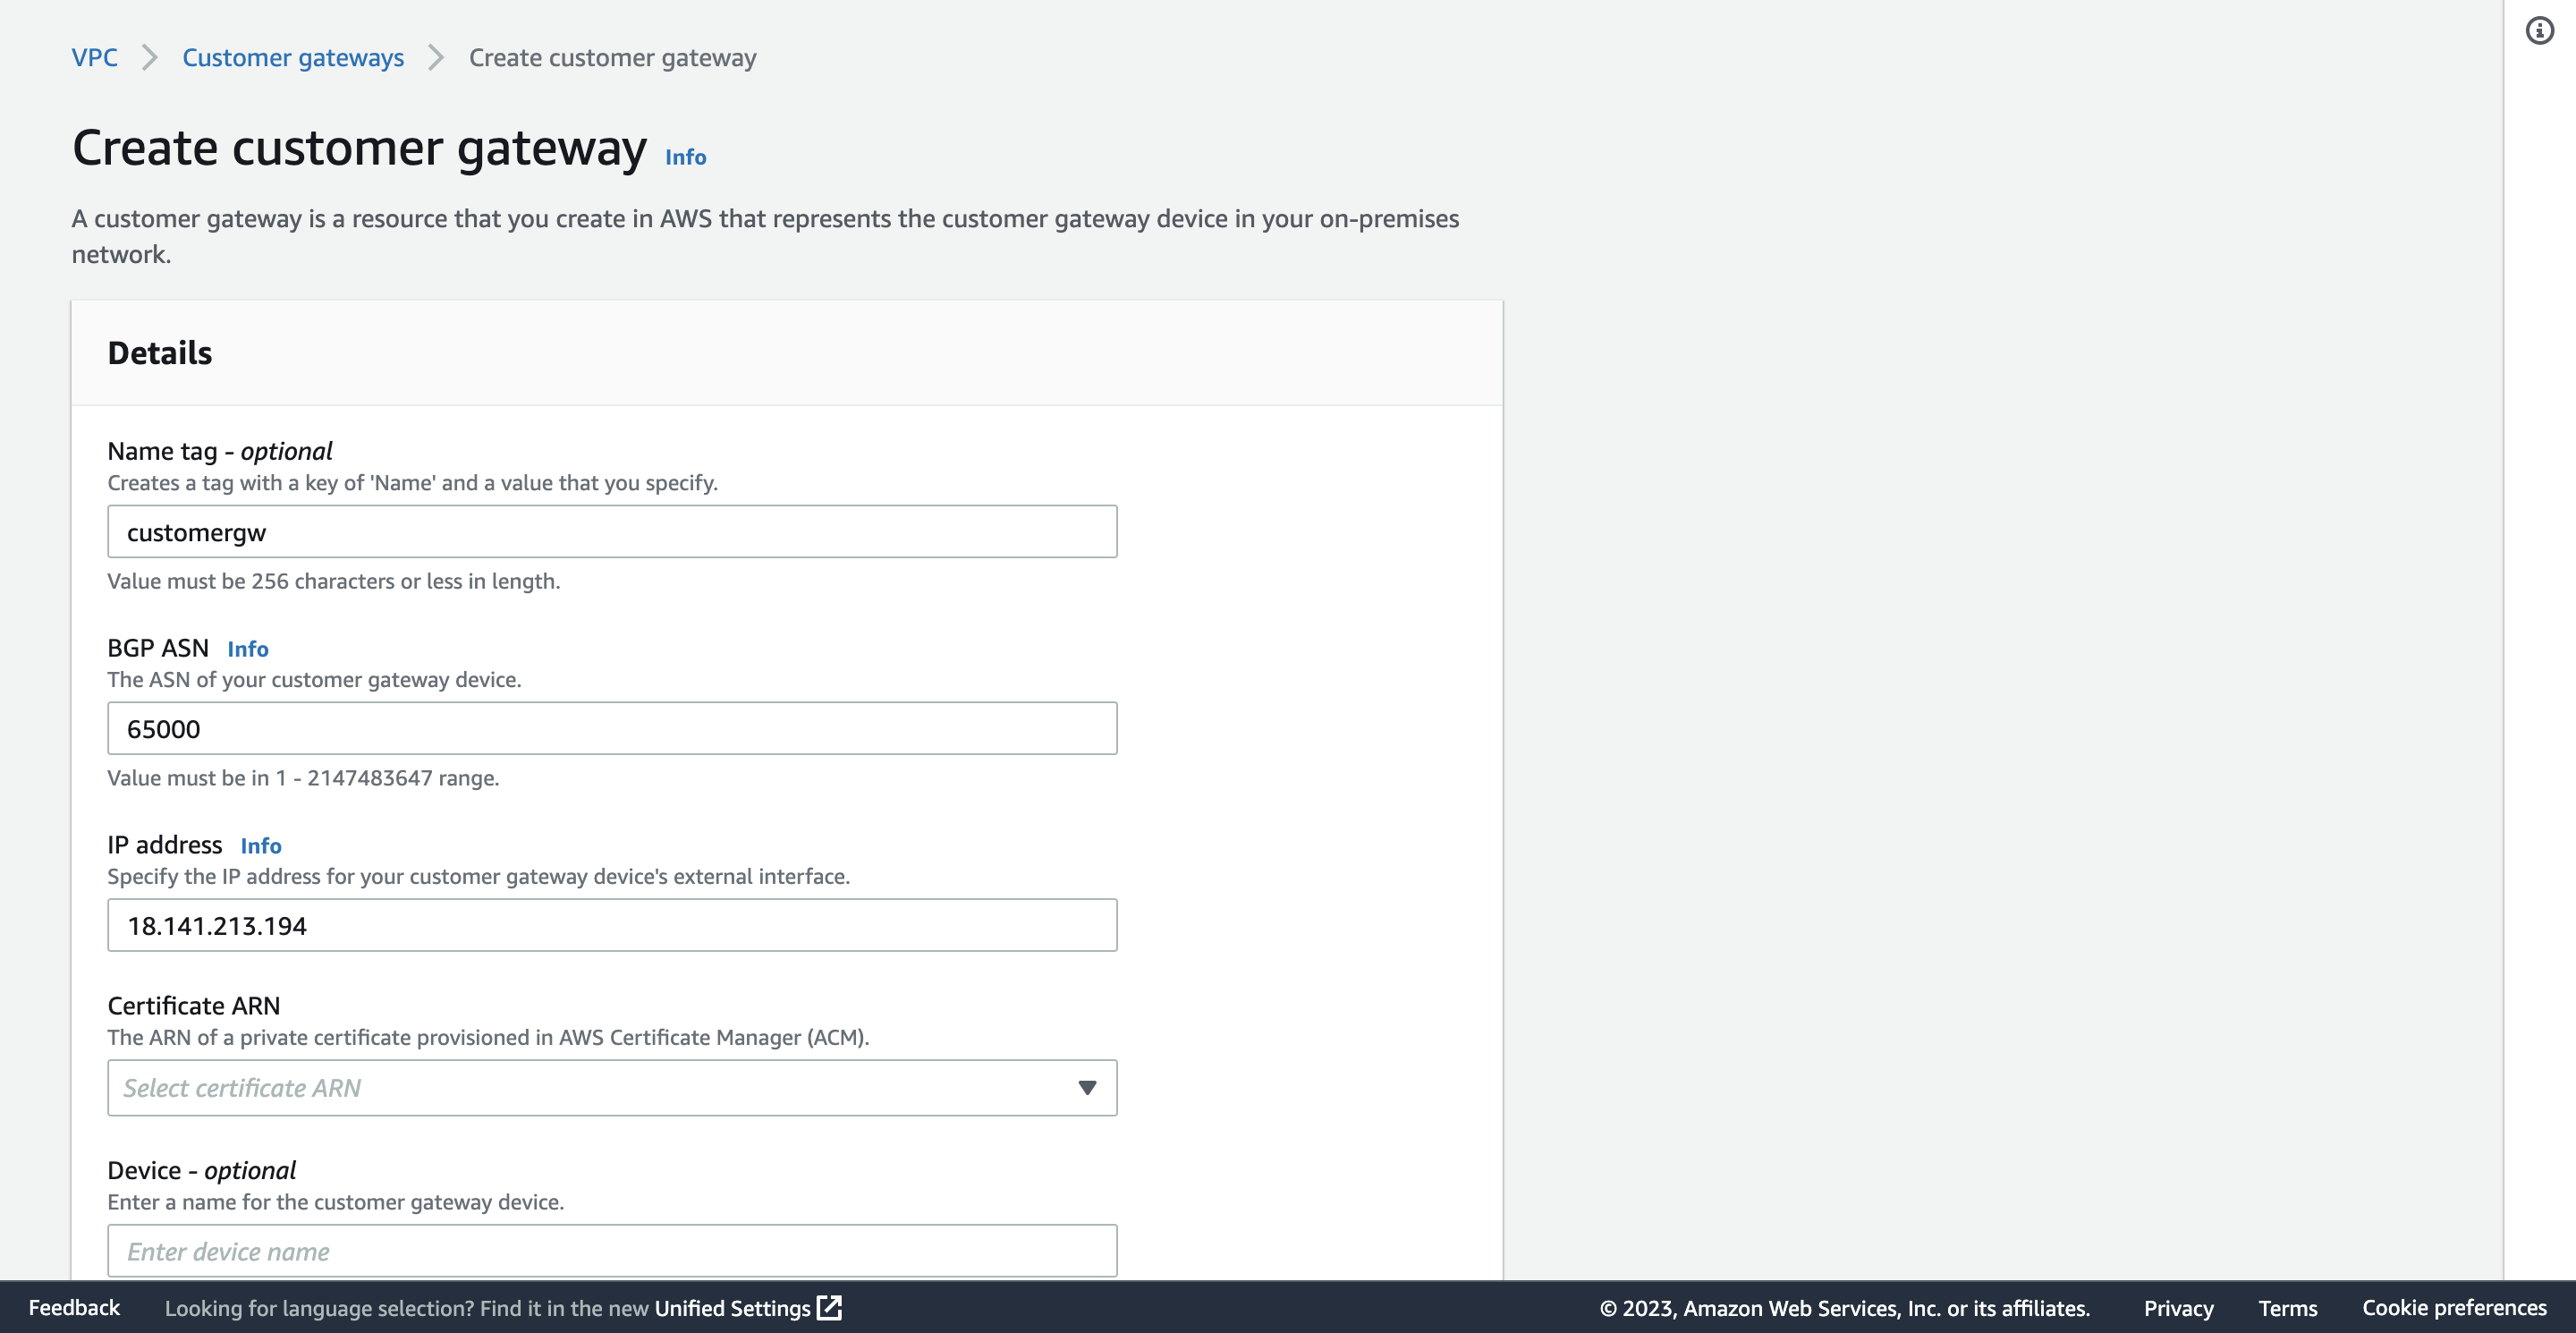 VPC > Customer gateways > Create customer gateway
Create customer gateway Info
A customer gateway is a resource that you create in AWS that represents the customer gateway device in your on-premises
network.
Details
Name tag - optional
Creates a tag with a key of 'Name' and a value that you specify.
customergw
Value must be 256 characters or less in length.
BGP ASN Info
The ASN of your customer gateway device.
65000
Value must be in 1 - 2147483647 range.
IP address Info
Specify the IP address for your customer gateway device's external interface.
18.141.213.194
Certificate ARN
The ARN of a private certificate provisioned in AWS Certificate Manager (ACM).
Select certificate ARN
Device - optional
Enter a name for the customer gateway device.
Enter device name
Feedback Looking for language selection? Find it in the new Unified Settings © 2023, Amazon Web Services, Inc. or its affiliates. Privacy Terms Cookie preferences